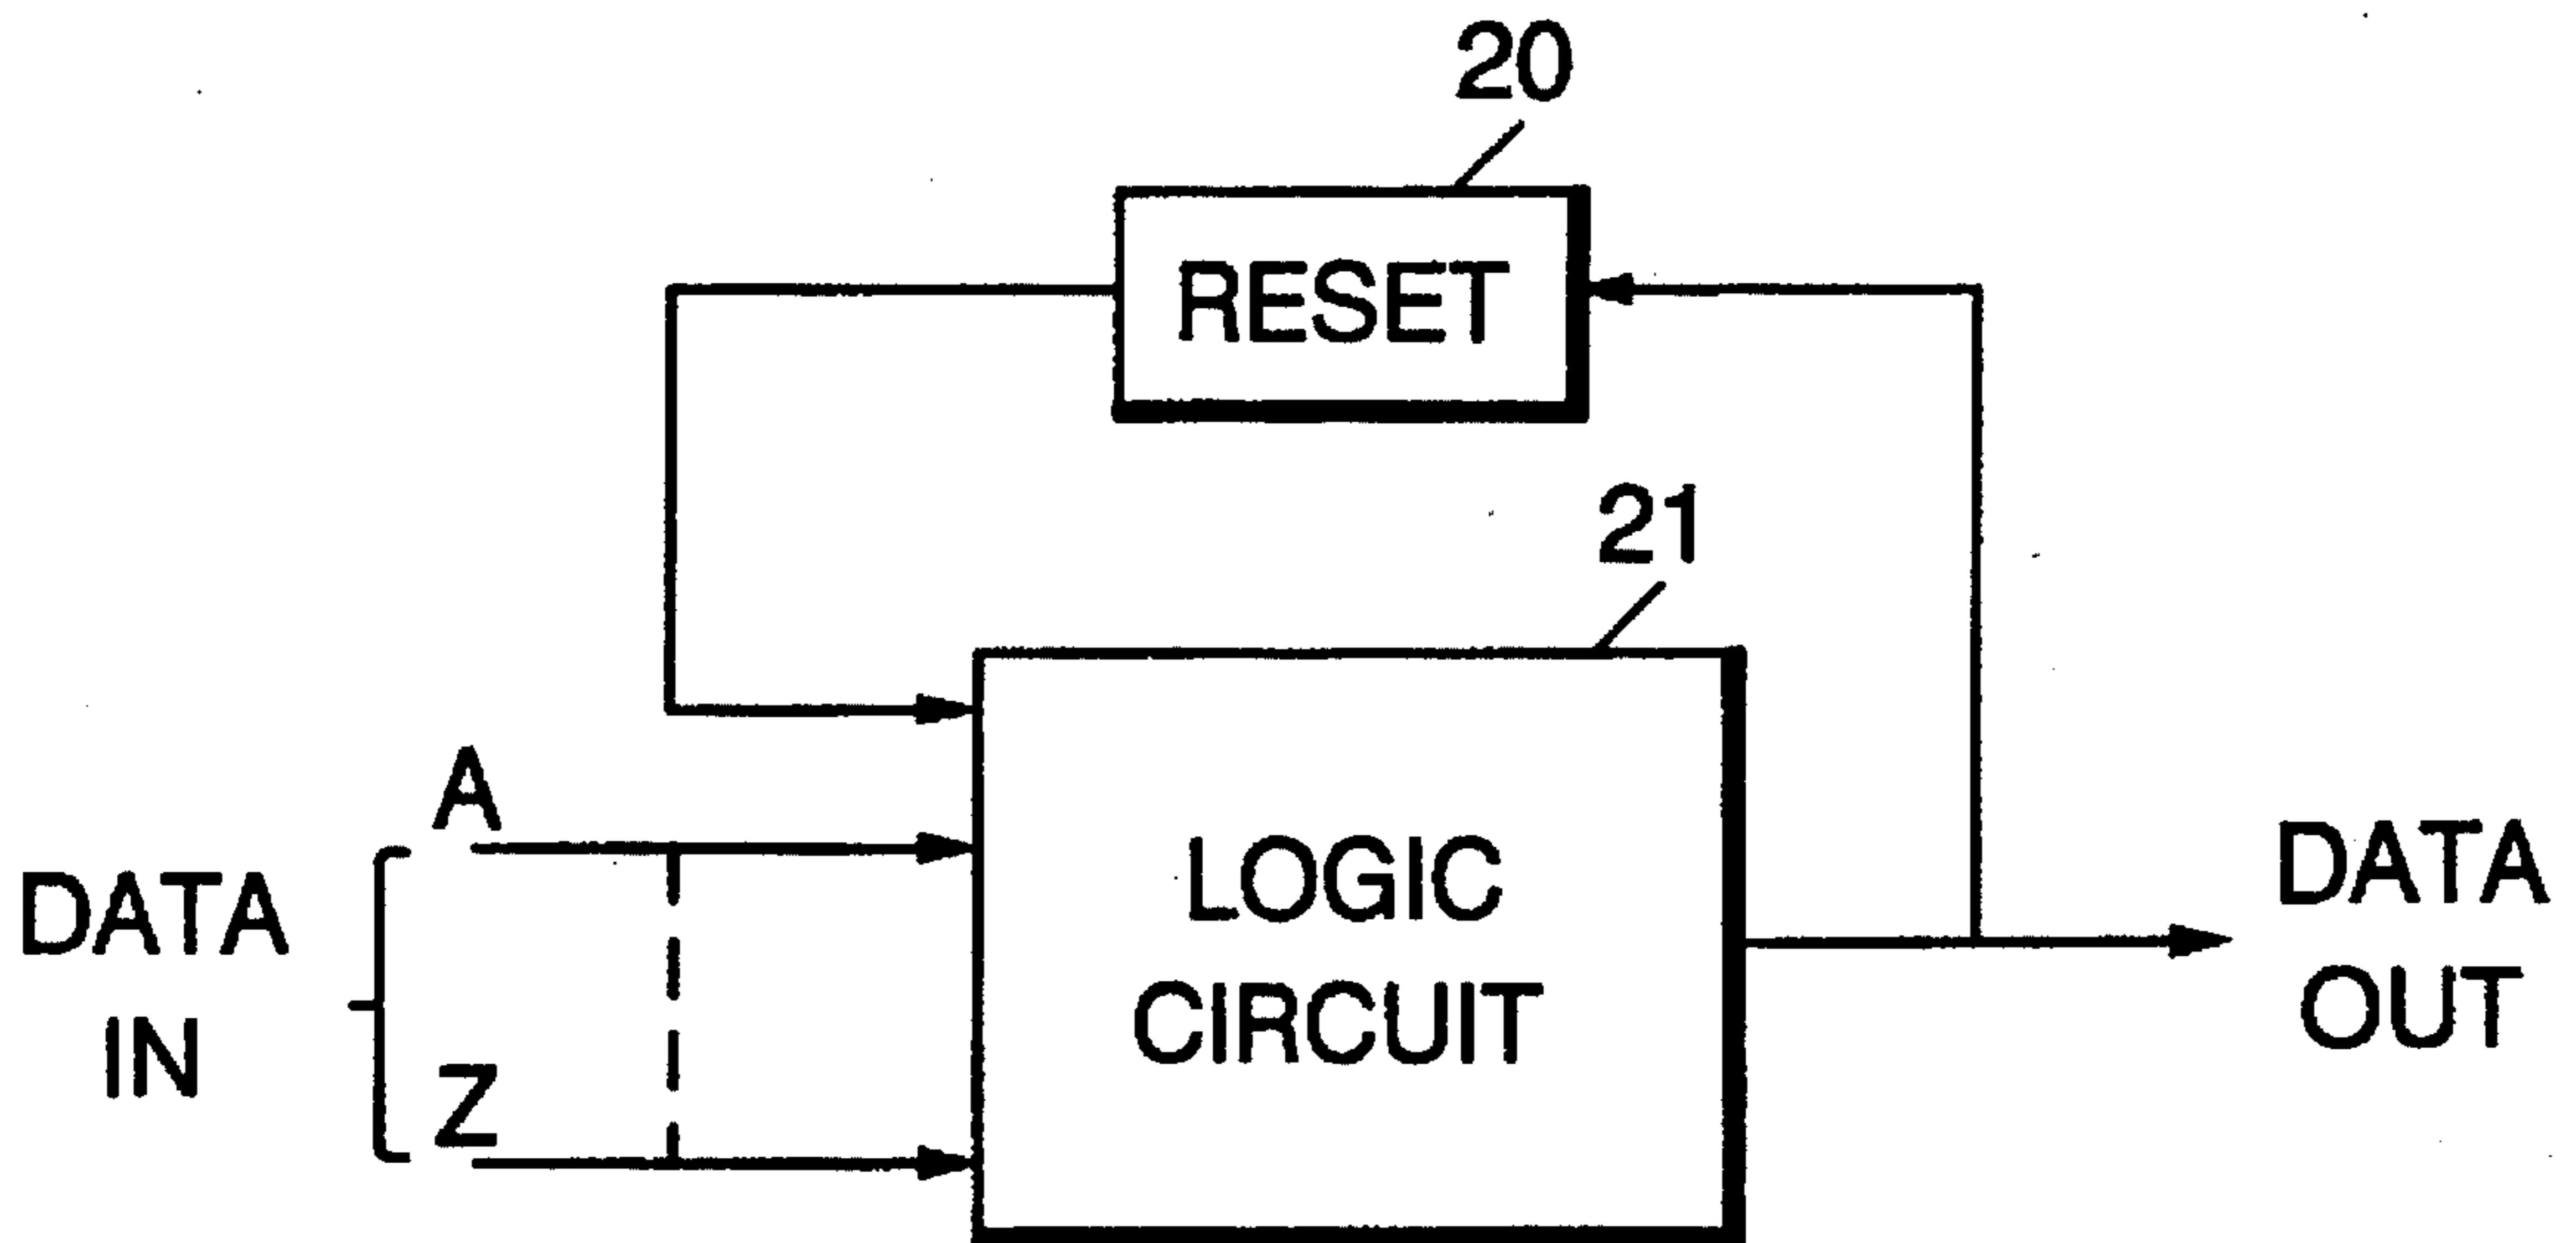 20
RESET
21
A
DATA
IN
Z
LOGIC
CIRCUIT
DATA
OUT